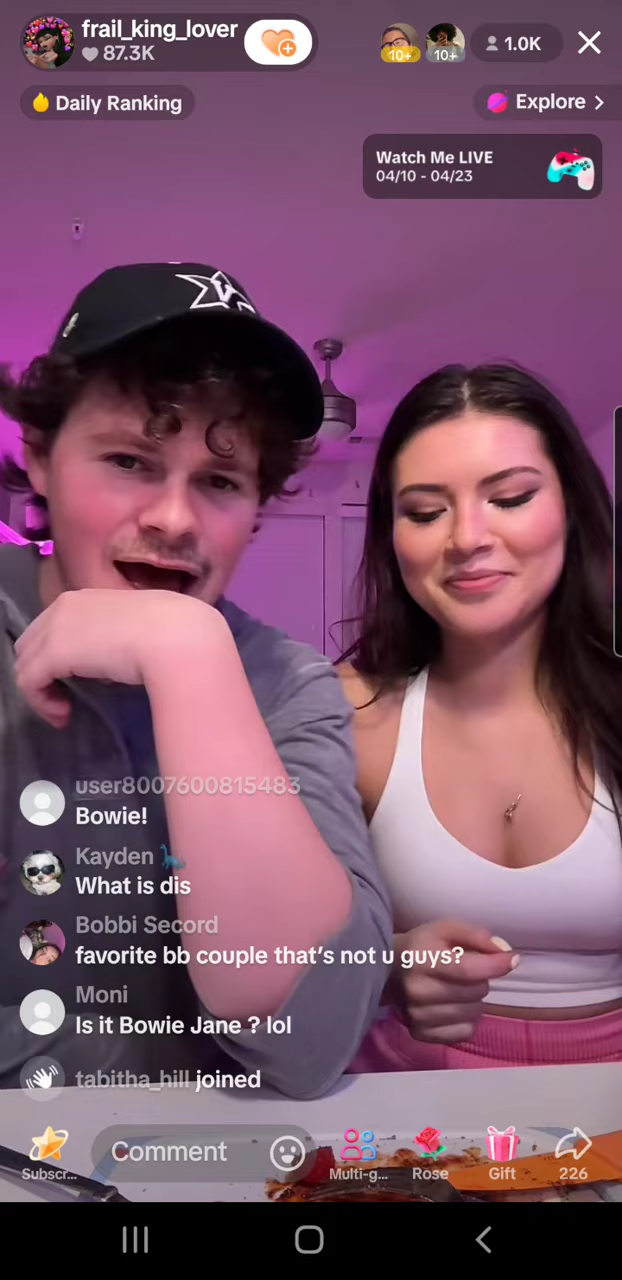 frail_king_lover
87.3K
10+
10+
1.0K
Daily Ranking
Explore
Watch Me LIVE
04/10 - 04/23
user8007600815483
Bowie!
Kayden
What is dis
Bobbi Secord
favorite bb couple that's not u guys?
Moni
Is it Bowie Jane ? lol
tabitha_hill joined
Comment
Subscr...
Multi-g...
Rose
Gift
226